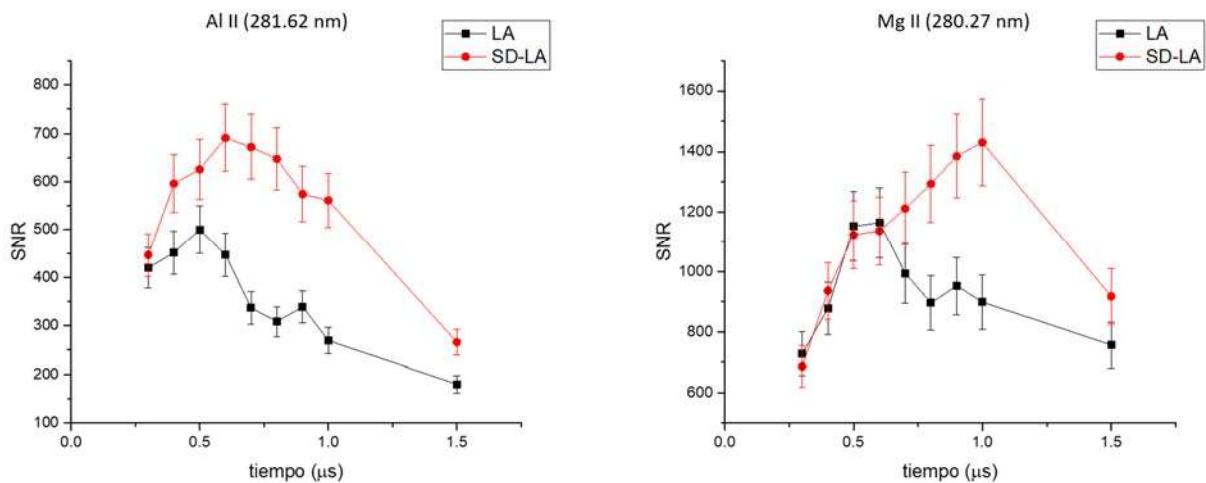 Al II (281.62 nm)
LA
SD-LA
800
700
600
500
400
300
200
100
SNR
0.0
0.5
1.0
1.5
tiempo (μs)
Mg II (280.27 nm)
LA
SD-LA
1600
1400
1200
1000
800
600
SNR
0.0
0.5
1.0
1.5
tiempo (μs)